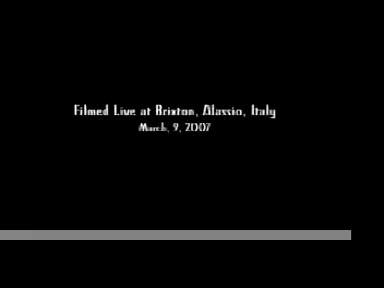 Filmed Live at Brixton, Alassio, Italy
March, 9, 2007